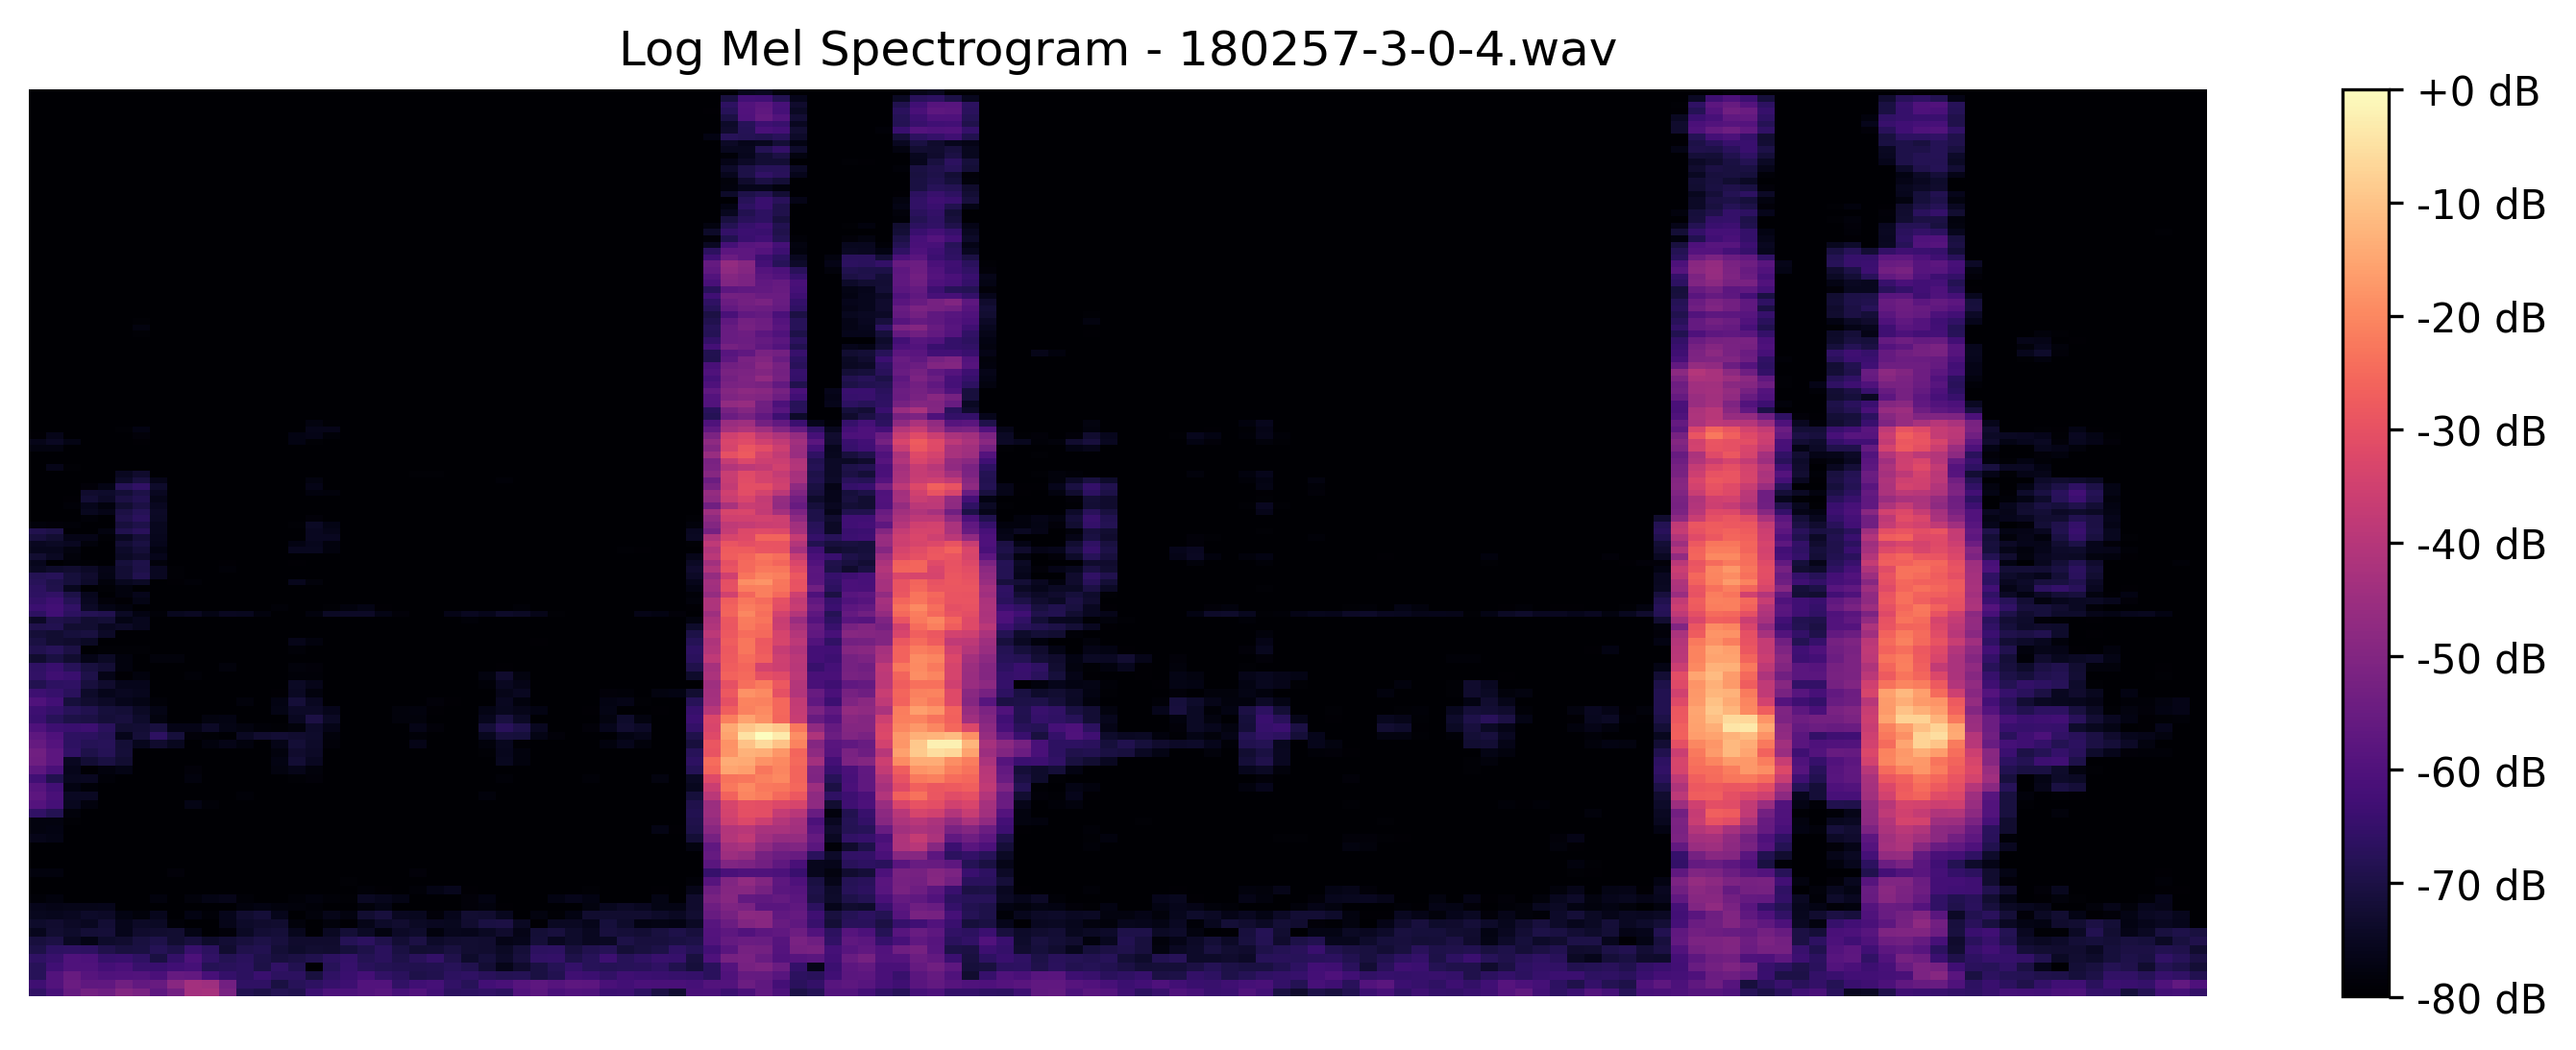 Log Mel Spectrogram - 180257-3-0-4.wav
+0 dB
-10 dB
-20 dB
-30 dB
-40 dB
-50 dB
-60 dB
-70 dB
-80 dB